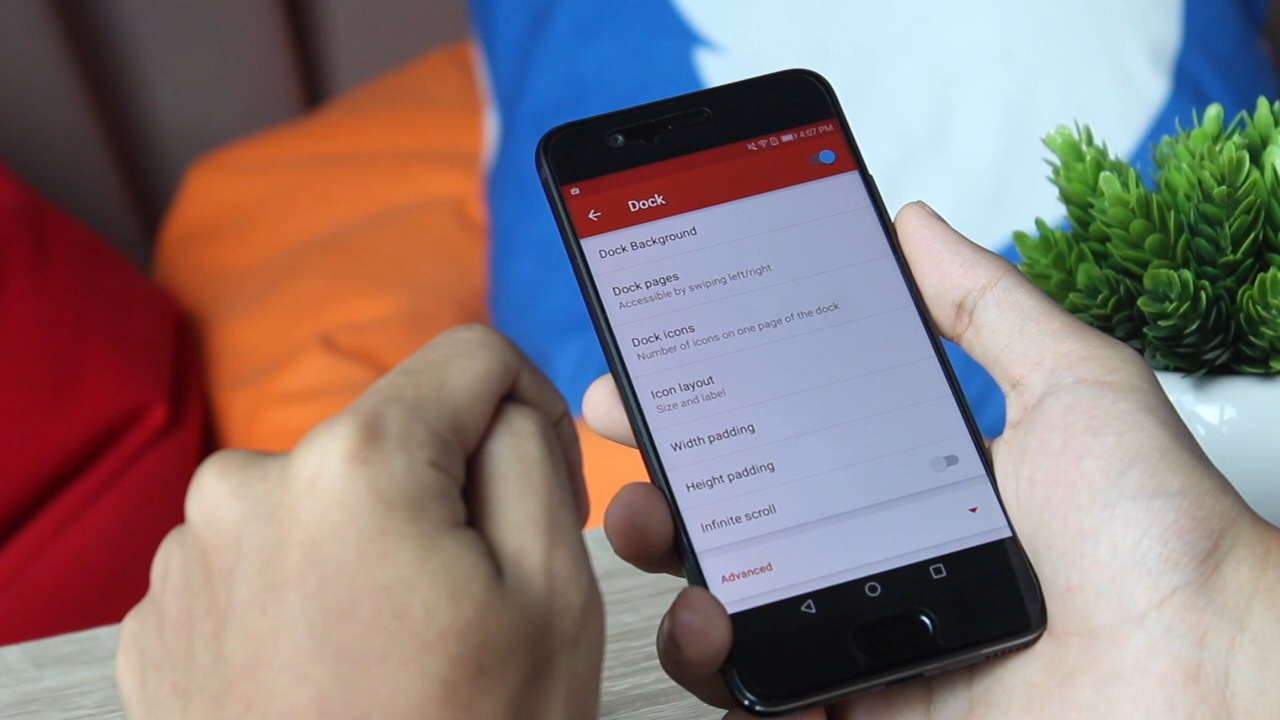 4:07 PM
Dock
Dock Background
Dock pages
Accessible by swiping left/right
Dock icons
Number of icons on one page of the dock
Icon layout
Size and label
Width padding
Height padding
Infinite scroll
Advanced